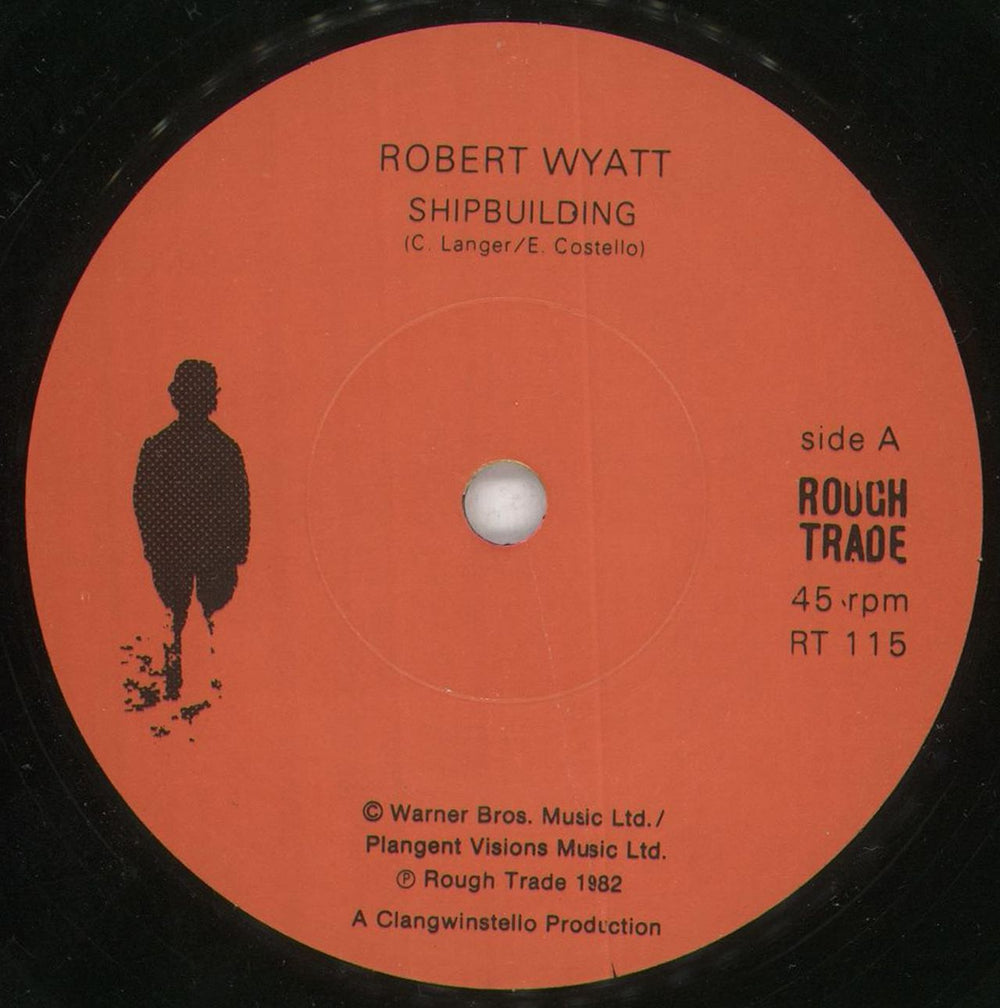 ROBERT WYATT
SHIPBUILDING
(C. Langer/E. Costello)
side A
ROUGH
TRADE
45 rpm
RT 115
© Warner Bros. Music Ltd./
Plangent Visions Music Ltd.
℗ Rough Trade 1982
A Clangwinstello Production